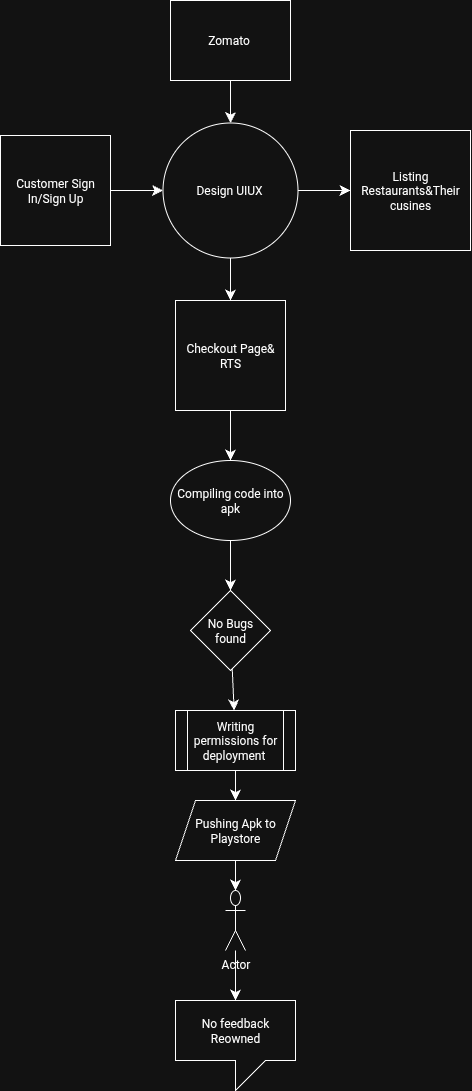 Zomato
Customer Sign
In/Sign Up
Design UIUX
Listing
Restaurants&Their
cusines
Checkout Page&
RTS
Compiling code into
apk
No Bugs
found
Writing
permissions for
deployment
Pushing Apk to
Playstore
Actor
No feedback
Reowned